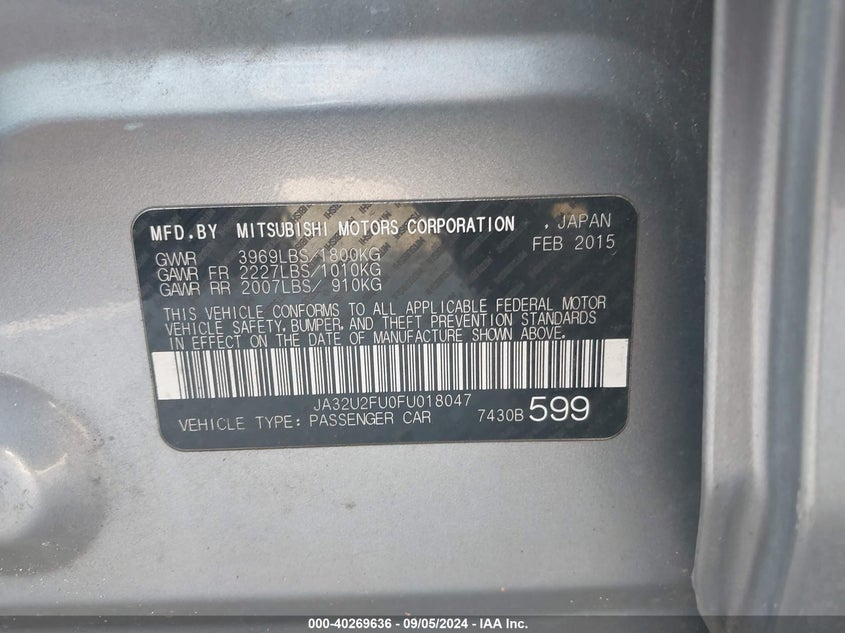 MFD.BY MITSUBISHI MOTORS CORPORATION , JAPAN
FEB 2015
GVWR 3969LBS/1800KG
GAWR FR 2227LBS/1010KG
GAWR RR 2007LBS/ 910KG
THIS VEHICLE CONFORMS TO ALL APPLICABLE FEDERAL MOTOR
VEHICLE SAFETY, BUMPER, AND THEFT PREVENTION STANDARDS
IN EFFECT ON THE DATE OF MANUFACTURE SHOWN ABOVE.
JA32U2FU0FU018047
VEHICLE TYPE: PASSENGER CAR 7430B 599
000-40269636 - 09/05/2024 - IAA Inc.